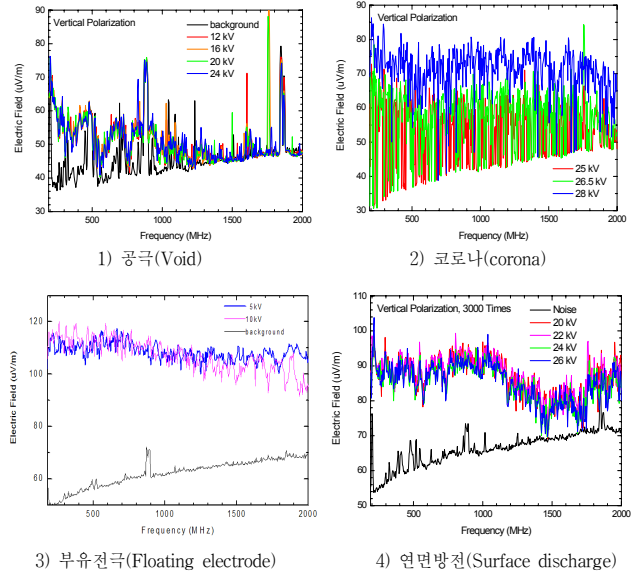 Vertical Polarization
background
12 kV
16 kV
20 kV
24 kV
Electric Field (uV/m)
90
80
70
60
50
40
30
500
1000
1500
2000
Frequency (MHz)
1) 공극(Void)
Vertical Polarization
25 kV
26.5 kV
28 kV
Electric Field (uV/m)
90
80
70
60
50
40
30
500
1000
1500
2000
Frequency (MHz)
2) 코로나(corona)
5kV
10kV
background
Electric Field (uV/m)
120
100
80
60
500
1000
1500
2000
Frequency (MHz)
3) 부유전극(Floating electrode)
Vertical Polarization, 3000 Times
Noise
20 kV
22 kV
24 kV
26 kV
Electric Field (uV/m)
110
100
90
80
70
60
50
500
1000
1500
2000
Frequency (MHz)
4) 연면방전(Surface discharge)